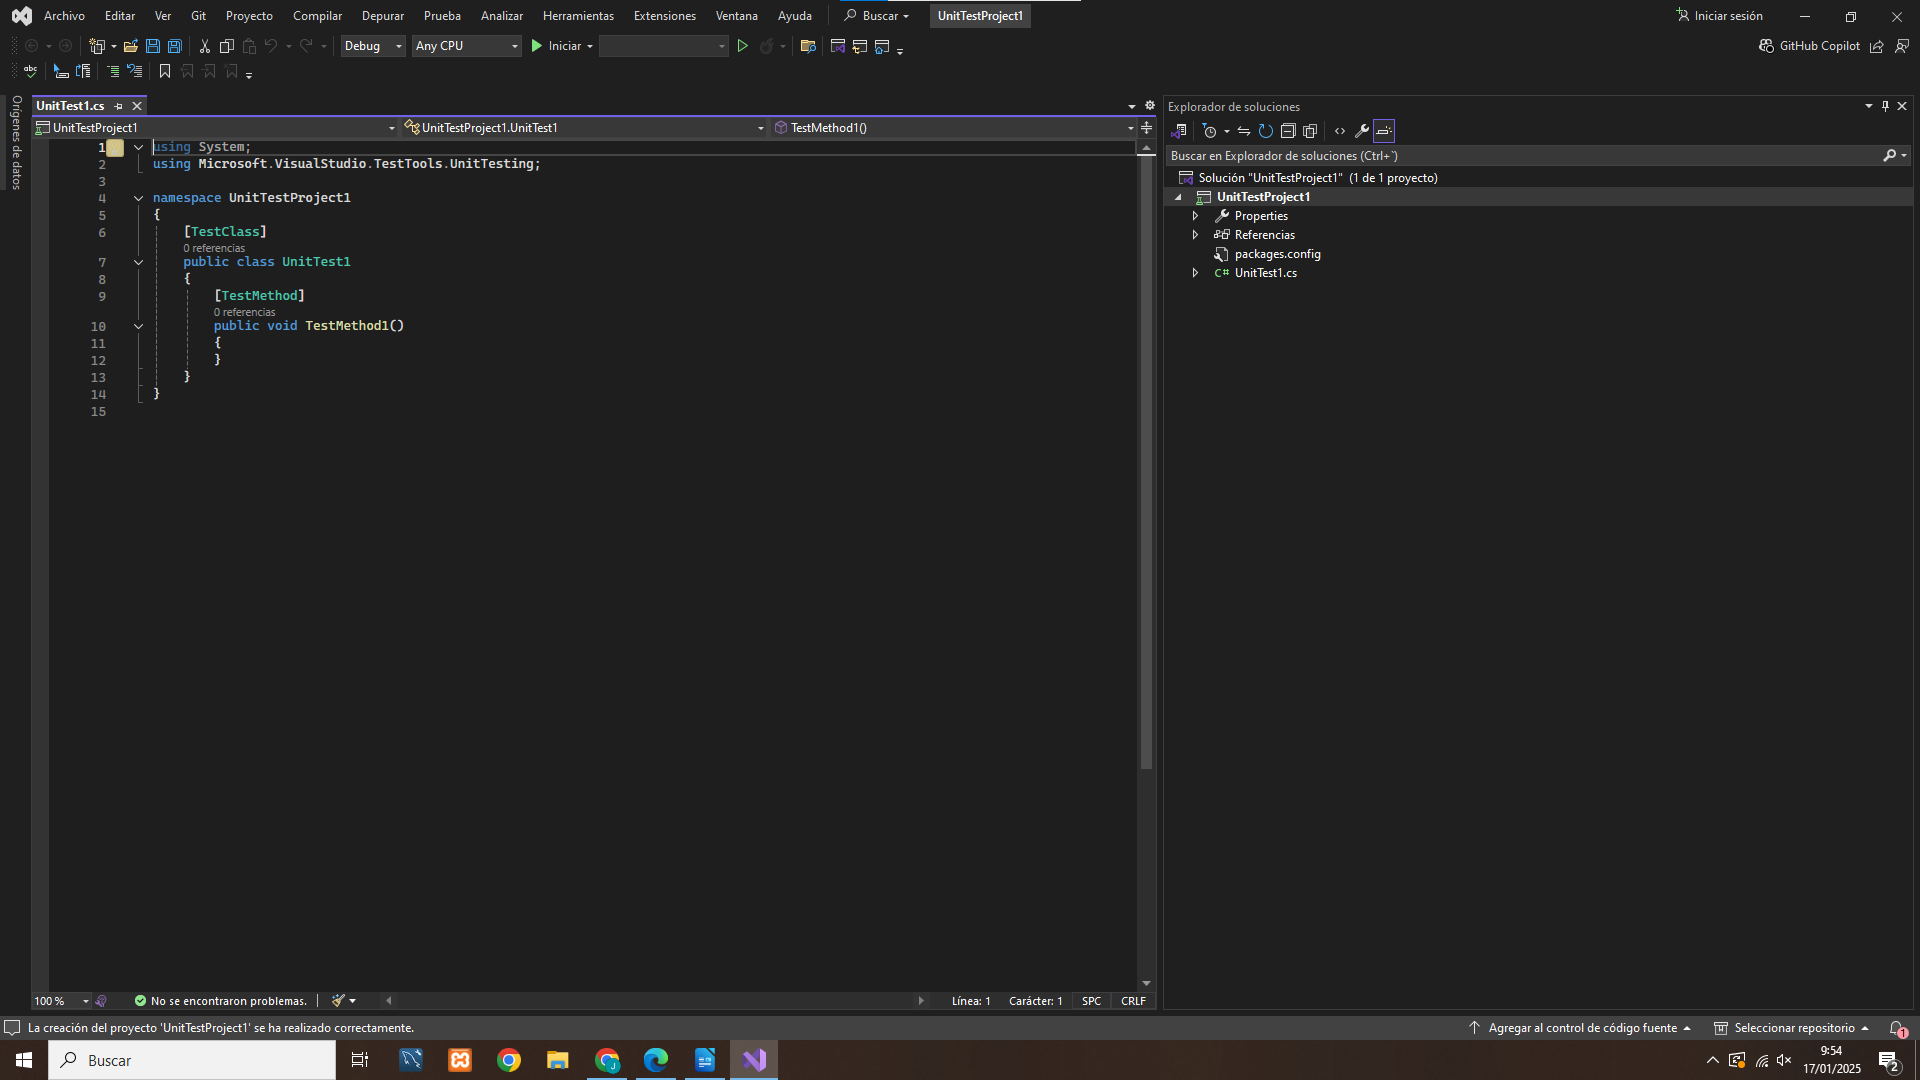 Archivo Editar Ver Git Proyecto Compilar Depurar Prueba Analizar Herramientas Extensiones Ventana Ayuda Buscar UnitTestProject1 Iniciar sesión
Debug Any CPU Iniciar GitHub Copilot
abc
Orígenes de datos
UnitTest1.cs
UnitTestProject1 UnitTestProject1.UnitTest1 TestMethod1()
1 using System;
2 using Microsoft.VisualStudio.TestTools.UnitTesting;
3
4 namespace UnitTestProject1
5 {
6 [TestClass]
0 referencias
7 public class UnitTest1
8 {
9 [TestMethod]
0 referencias
10 public void TestMethod1()
11 {
12 }
13 }
14 }
15
100 % No se encontraron problemas. Línea: 1 Carácter: 1 SPC CRLF
Explorador de soluciones
Buscar en Explorador de soluciones (Ctrl+`)
Solución "UnitTestProject1" (1 de 1 proyecto)
UnitTestProject1
Properties
Referencias
packages.config
C# UnitTest1.cs
La creación del proyecto 'UnitTestProject1' se ha realizado correctamente. Agregar al control de código fuente Seleccionar repositorio 1
Buscar
9:54
17/01/2025
2